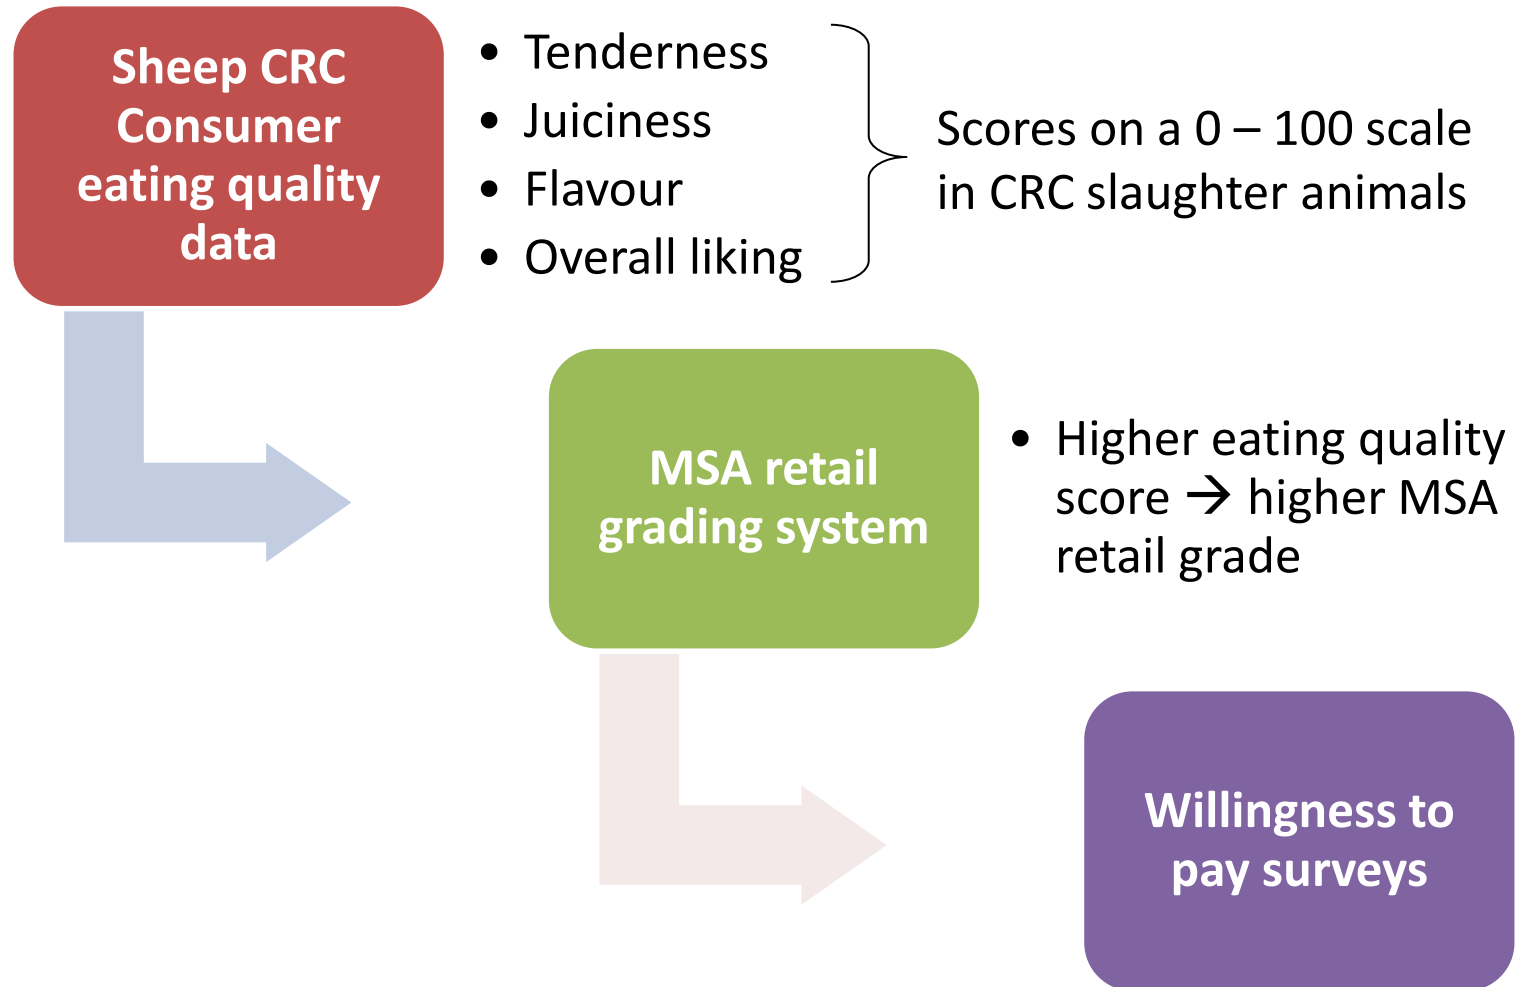 Sheep CRC
Consumer
eating quality
data
• Tenderness
• Juiciness
• Flavour
• Overall liking
Scores on a 0 – 100 scale
in CRC slaughter animals
MSA retail
grading system
• Higher eating quality
score → higher MSA
retail grade
Willingness to
pay surveys